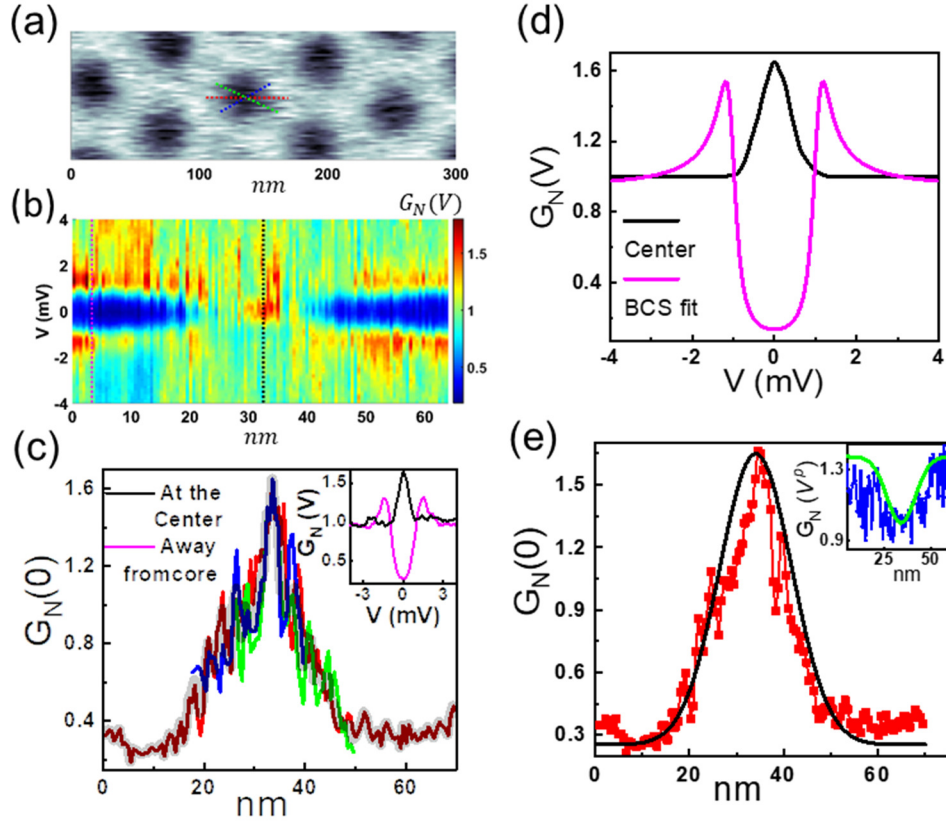 (a)
0 100 200 300
nm
(b)
G_N(V)
4
2
0
-2
-4
V (mV)
0 10 20 30 40 50 60
nm
1.5
1
0.5
(c)
1.6
1.2
0.8
0.4
G_N(0)
At the
Center
Away
fromcore
0 20 40 60
nm
1.5
1.0
0.5
G_N (V)
-3 0 3
V (mV)
(d)
1.6
1.2
0.8
0.4
G_N(V)
Center
BCS fit
-4 -2 0 2 4
V (mV)
(e)
1.5
1.2
0.9
0.6
0.3
G_N(0)
0 20 40 60
nm
1.3
0.9
G_N (V^p)
25 50
nm